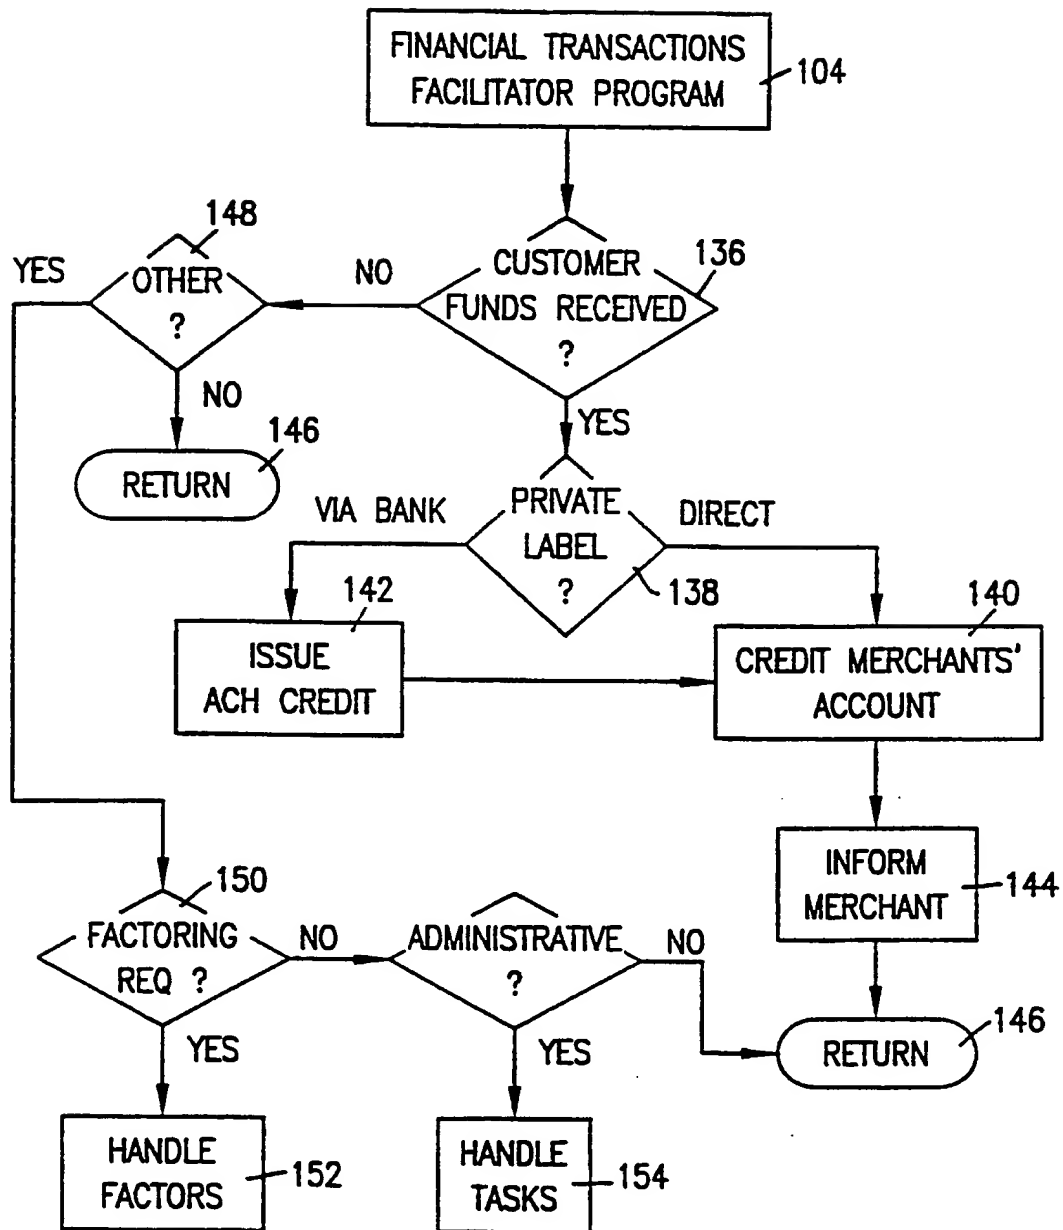 FINANCIAL TRANSACTIONS
FACILITATOR PROGRAM
104
148
YES
OTHER
?
NO
CUSTOMER
FUNDS RECEIVED
?
136
NO
146
RETURN
YES
VIA BANK
PRIVATE
LABEL
?
DIRECT
138
142
ISSUE
ACH CREDIT
140
CREDIT MERCHANTS'
ACCOUNT
INFORM
MERCHANT
144
150
FACTORING
REQ ?
NO
ADMINISTRATIVE
?
NO
146
RETURN
YES
YES
HANDLE
FACTORS
152
HANDLE
TASKS
154